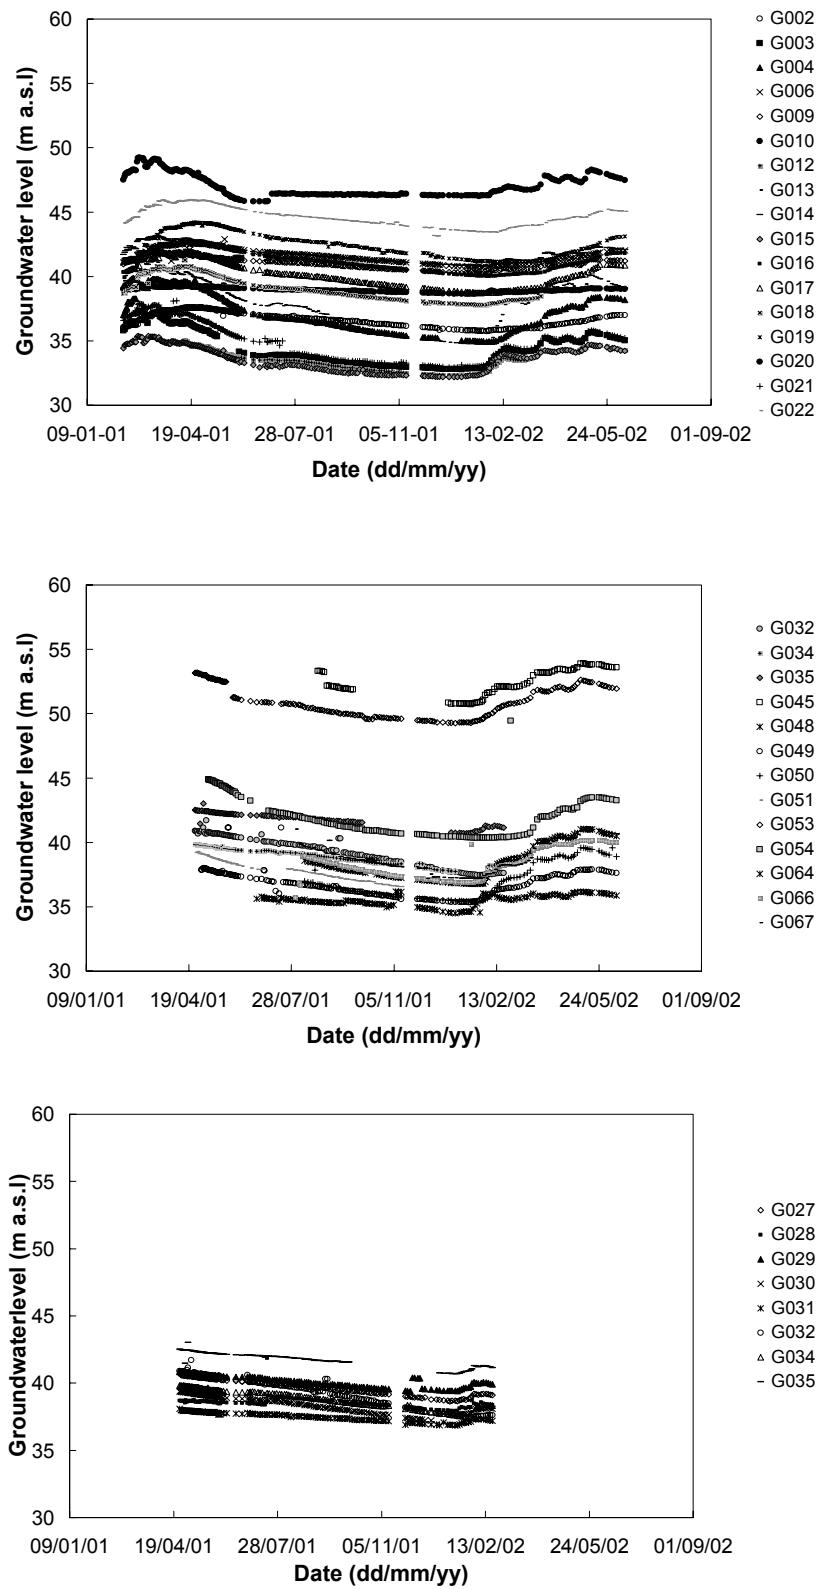 60
55
50
45
40
35
30
Groundwater level (m a.s.l)
09-01-01 19-04-01 28-07-01 05-11-01 13-02-02 24-05-02 01-09-02
Date (dd/mm/yy)
G002
G003
G004
G006
G009
G010
G012
G013
G014
G015
G016
G017
G018
G019
G020
G021
G022
60
55
50
45
40
35
30
Groundwater level (m a.s.l)
09/01/01 19/04/01 28/07/01 05/11/01 13/02/02 24/05/02 01/09/02
Date (dd/mm/yy)
G032
G034
G035
G045
G048
G049
G050
G051
G053
G054
G064
G066
G067
60
55
50
45
40
35
30
Groundwaterlevel (m a.s.l)
09/01/01 19/04/01 28/07/01 05/11/01 13/02/02 24/05/02 01/09/02
Date (dd/mm/yy)
G027
G028
G029
G030
G031
G032
G034
G035